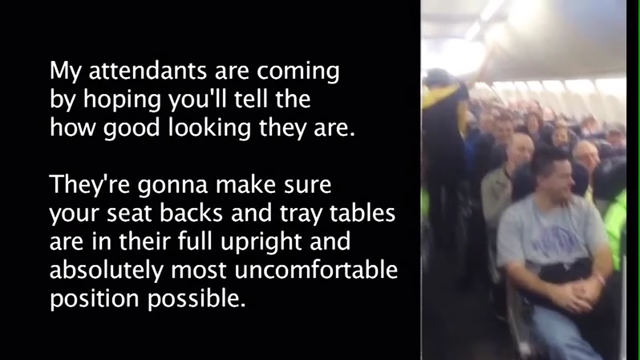 My attendants are coming
by hoping you'll tell the
how good looking they are.
They're gonna make sure
your seat backs and tray tables
are in their full upright and
absolutely most uncomfortable
position possible.